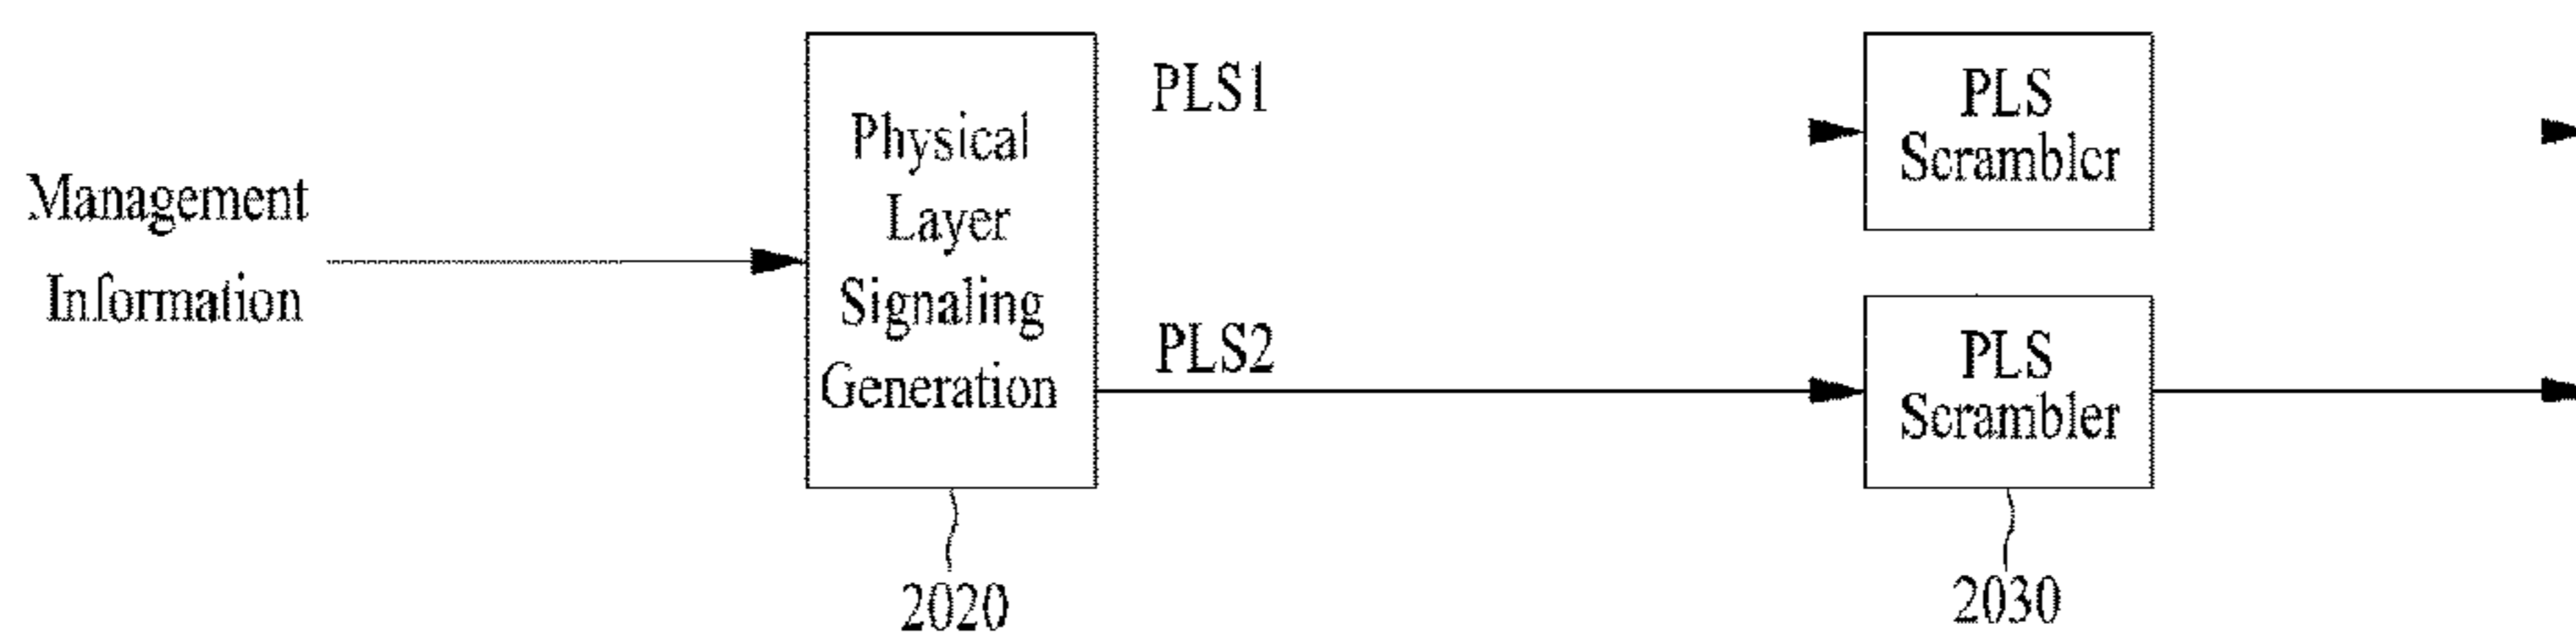 Management
Information
Physical
Layer
Signaling
Generation
2020
PLS1
PLS2
PLS
Scrambler
PLS
Scrambler
2030